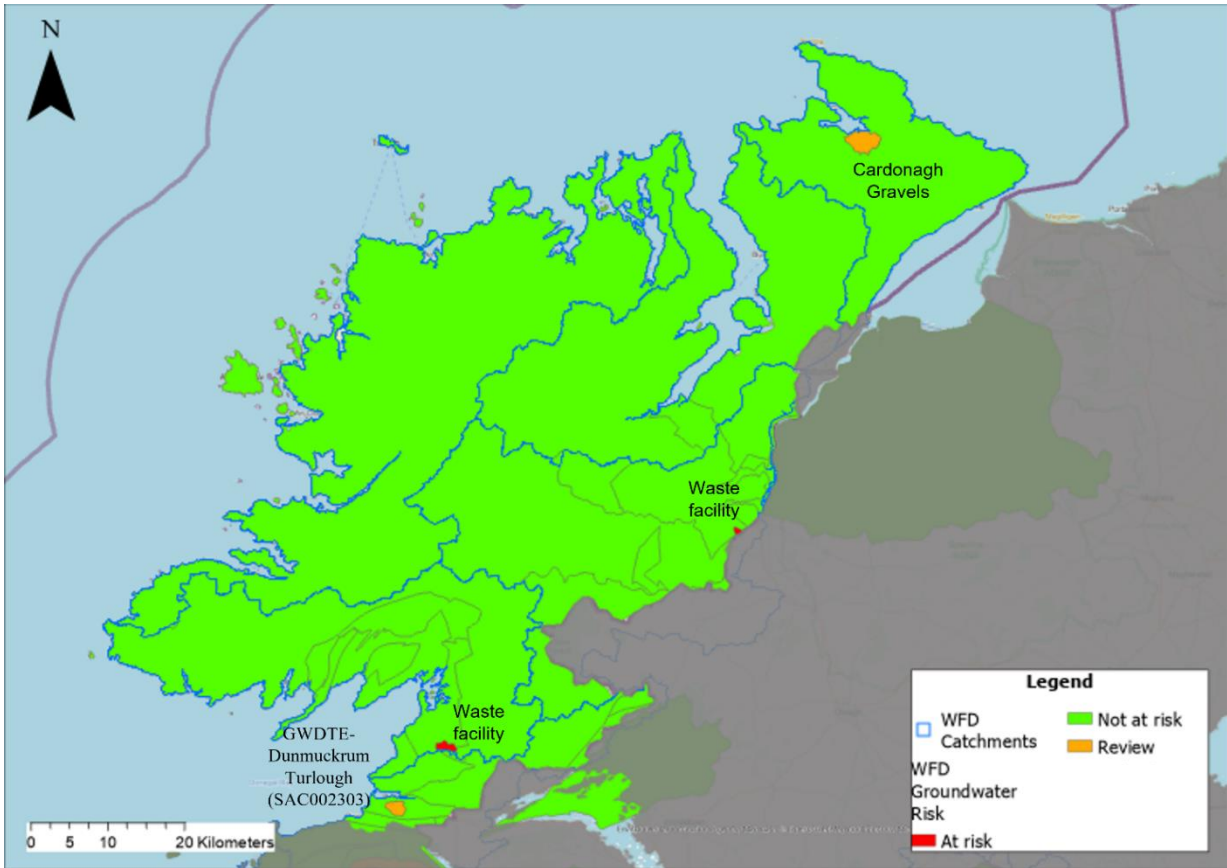 N
Cardonagh
Gravels
Waste
facility
Waste
facility
GWDTE-
Dunmuckrum
Turlough
(SAC002303)
Legend
WFD
Catchments
WFD
Groundwater
Risk
At risk
Not at risk
Review
0 5 10 20 Kilometers